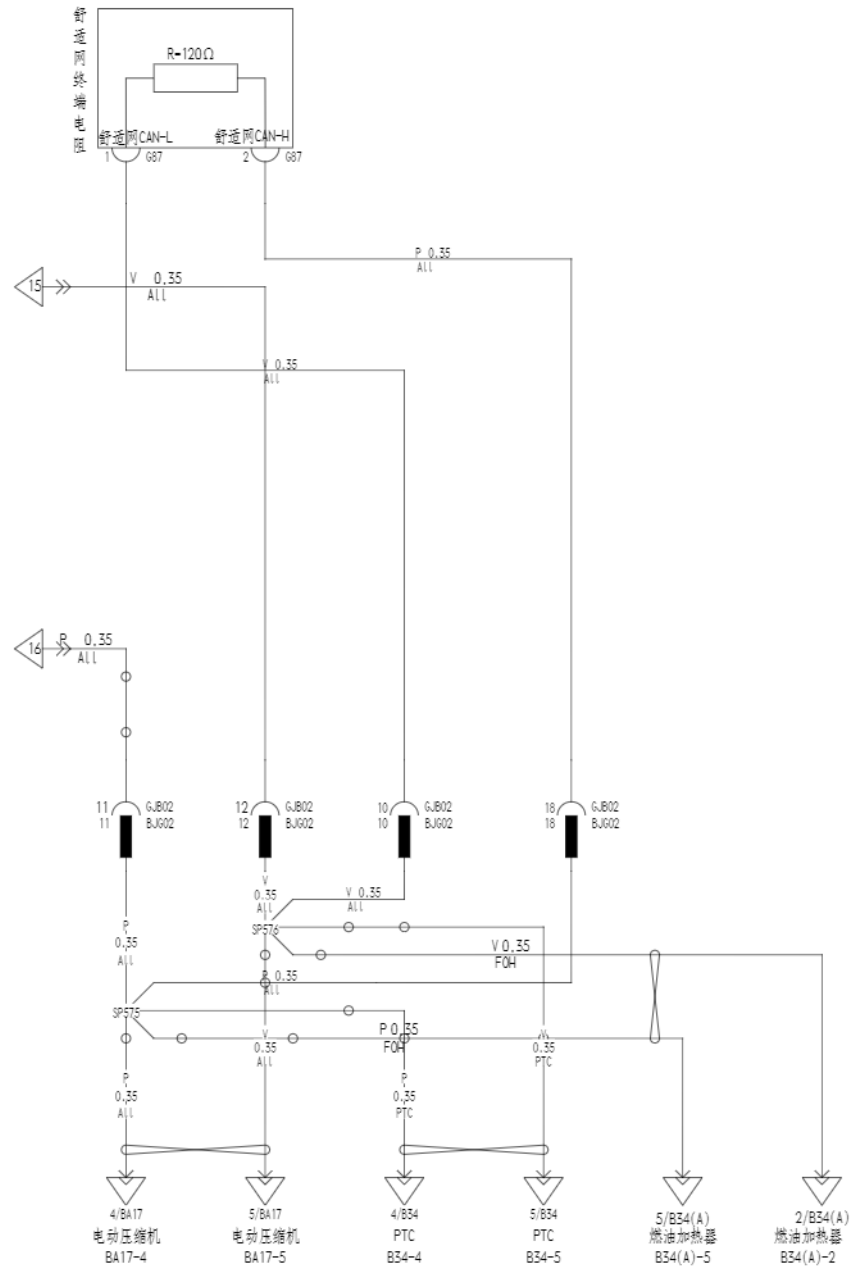 舒适网终端电阻
R=120Ω
舒适网CAN-L
舒适网CAN-H
1 G87
2 G87
P 0.35
All
15
V 0.35
All
V 0.35
All
16
P 0.35
All
11 GJB02
11 BJG02
12 GJB02
12 BJG02
10 GJB02
10 BJG02
18 GJB02
18 BJG02
V
0.35
All
V 0.35
All
P
0.35
All
SP576
V 0.35
FOH
P 0.35
All
SP575
P 0.35
FOH
V
0.35
All
V
0.35
PTC
P
0.35
All
P
0.35
PTC
4/BA17
电动压缩机
BA17-4
5/BA17
电动压缩机
BA17-5
4/B34
PTC
B34-4
5/B34
PTC
B34-5
5/B34(A)
燃油加热器
B34(A)-5
2/B34(A)
燃油加热器
B34(A)-2